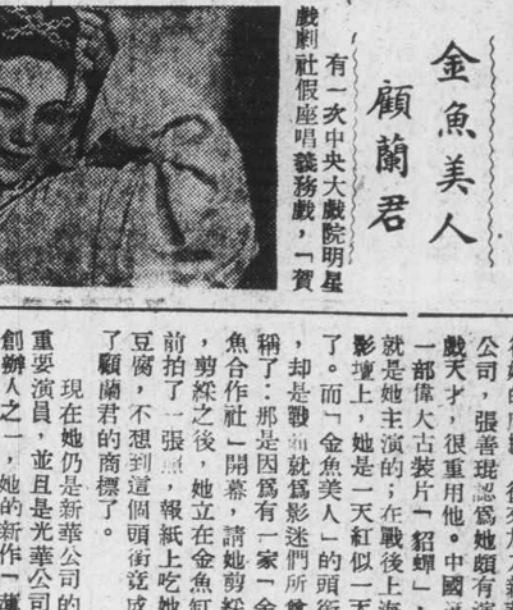 金魚美人
顧蘭君
有一次中央大戲院明星
戲劇社假座唱義務戲，「賀
公司，張善琨認爲她頗有
戲天才，很重用他。中國
一部偉大古裝片「貂蟬」，
就是她主演的；在戰後上海
影壇上，她是一天紅似一天
了。而「金魚美人」的頭銜
，却是戰前就爲影迷們所
稱了：那是因爲有一家「金
魚合作社」開幕，請她剪綵
，剪綵之後，她立在金魚缸
前拍了一張照，報紙上吃她
豆腐，不想到這個頭銜竟成
了顧蘭君的商標了。
現在她仍是新華公司的
重要演員，並且是光華公司
創辦人之一，她的新作「